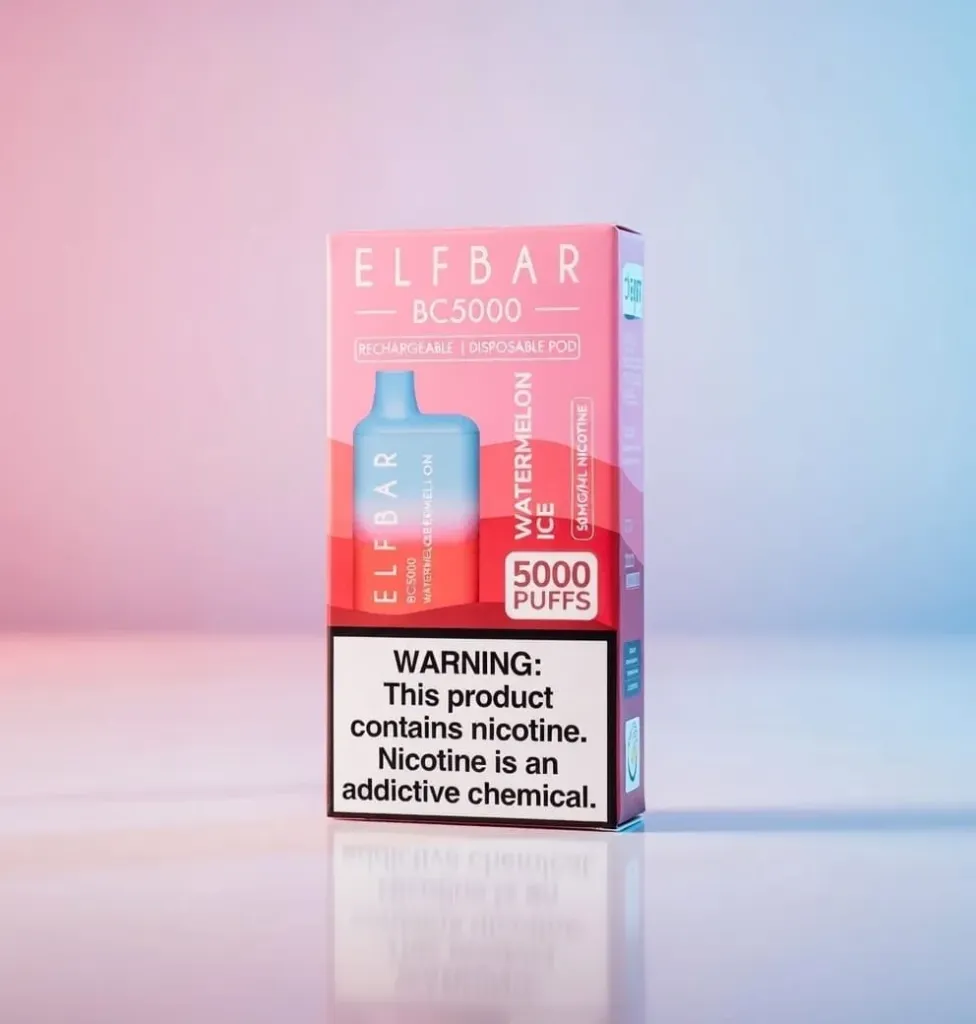 ELFBAR
BC5000
RECHARGEABLE | DISPOSABLE POD
WATERMELON
ICE
50MG/ML NICOTINE
ELFBAR
BC5000
5000
PUFFS
WARNING:
This product
contains nicotine.
Nicotine is an
addictive chemical.